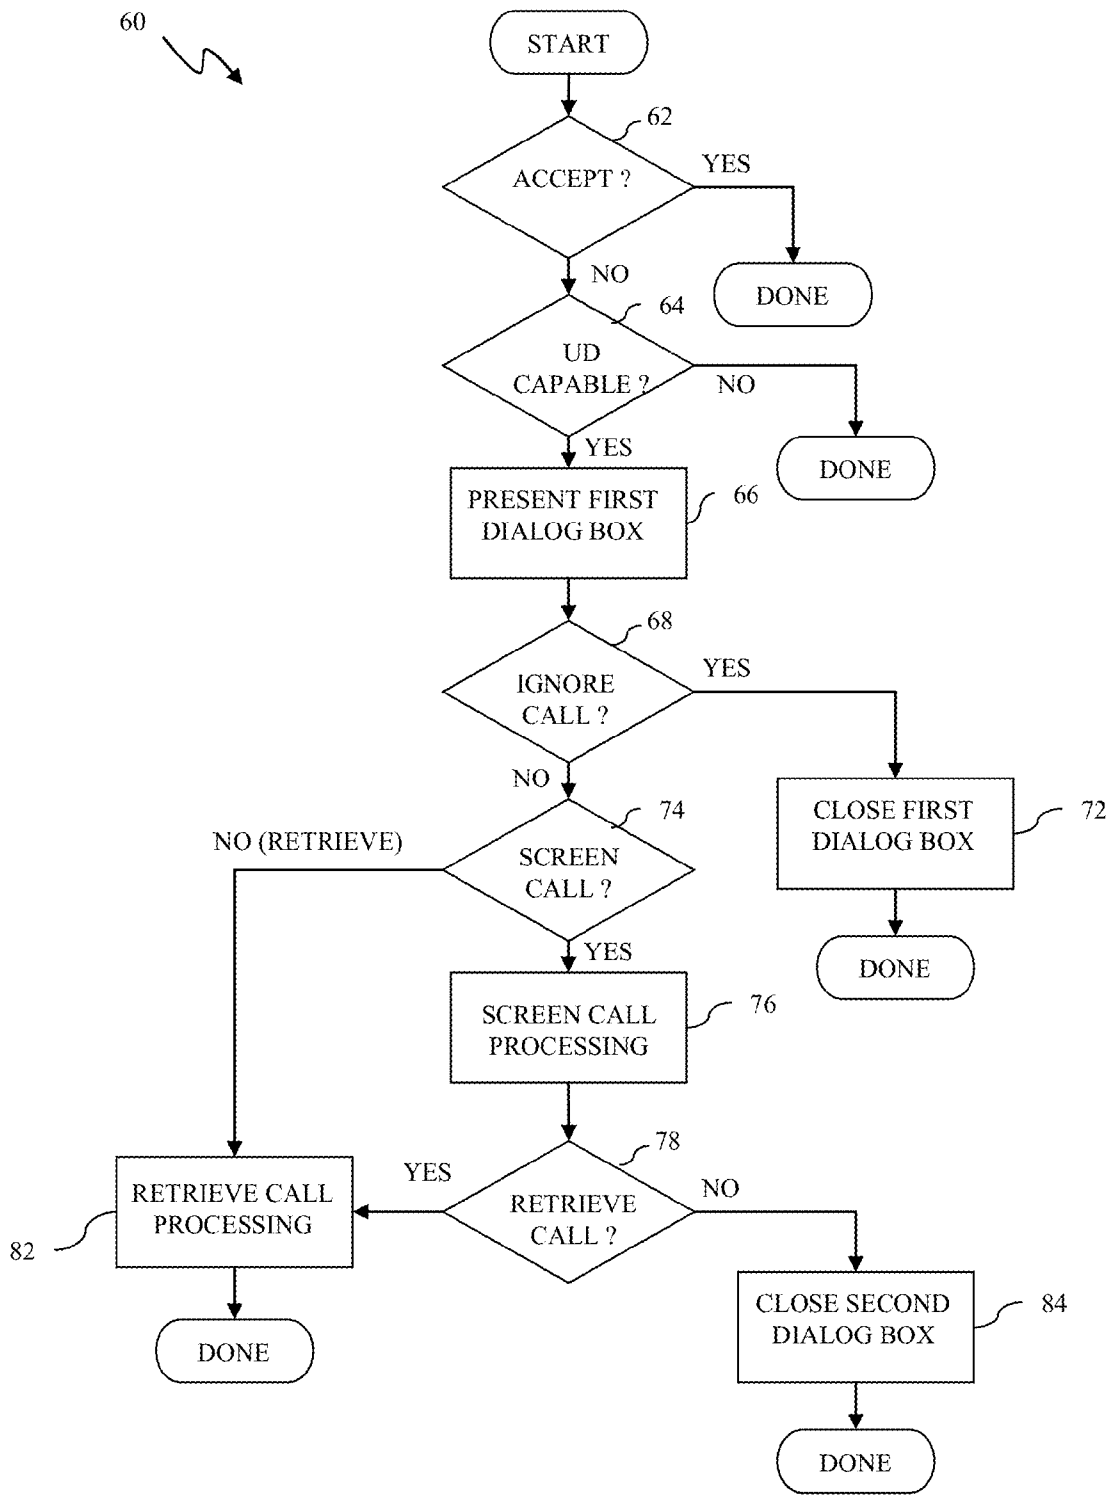 60
START
62
ACCEPT ?
YES
NO
DONE
64
UD
CAPABLE ?
NO
YES
DONE
PRESENT FIRST
DIALOG BOX
66
68
IGNORE
CALL ?
YES
NO
74
CLOSE FIRST
DIALOG BOX
72
NO (RETRIEVE)
SCREEN
CALL ?
YES
DONE
SCREEN CALL
PROCESSING
76
78
YES
RETRIEVE
CALL ?
NO
RETRIEVE CALL
PROCESSING
82
CLOSE SECOND
DIALOG BOX
84
DONE
DONE